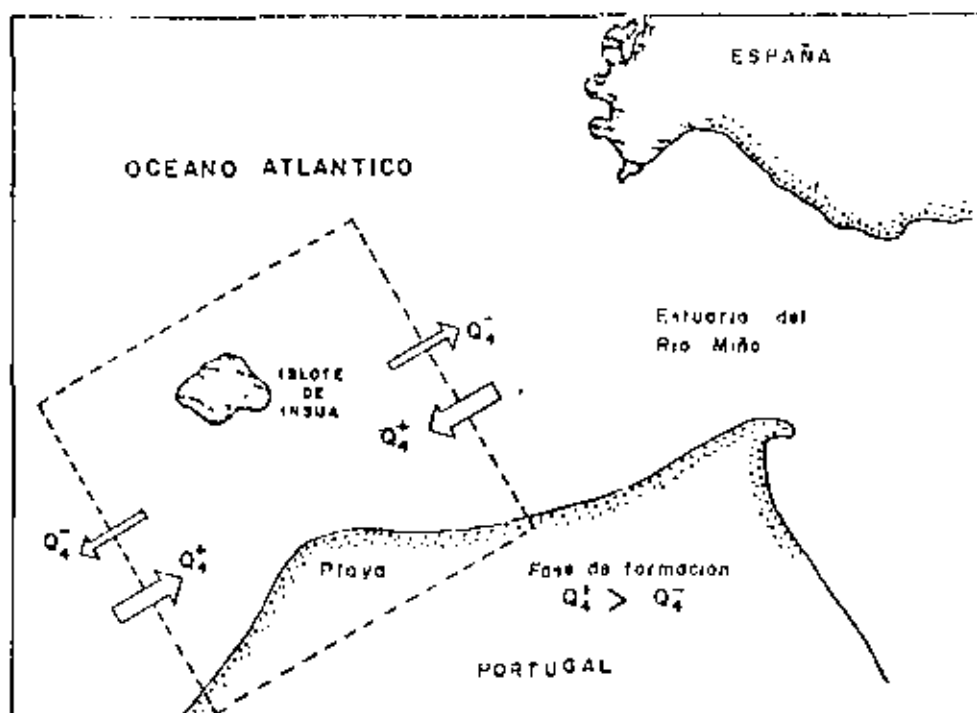 ESPAÑA
OCEANO ATLANTICO
Estuario del
Rio Miño
Q₄⁻
ISLOTE
DE
INSUA
Q₄⁺
Q₄⁻
Q₄⁺
Playa
Fase de formación
Q₄⁺ > Q₄⁻
PORTUGAL